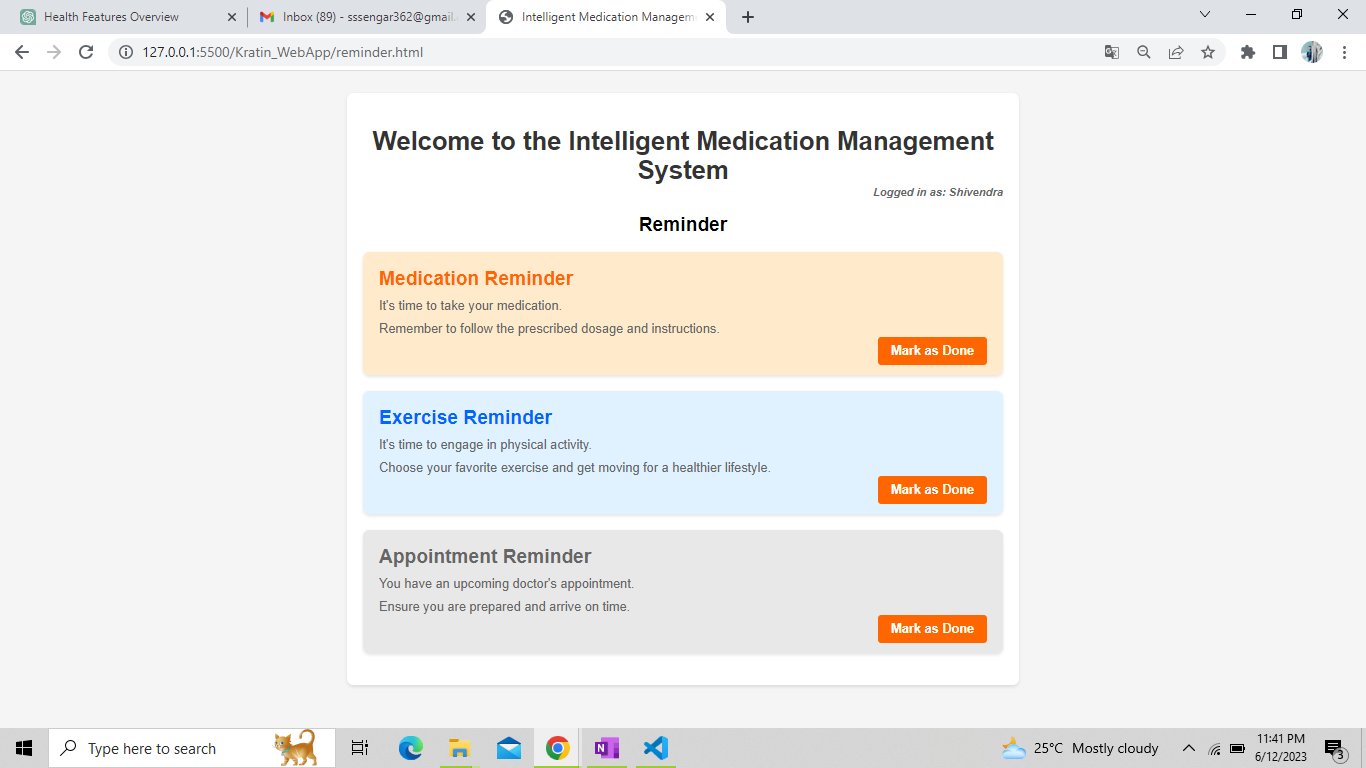 Health Features Overview
Inbox (89) - sssengar362@gmail.
Intelligent Medication Managem
127.0.0.1:5500/Kratin_WebApp/reminder.html
Welcome to the Intelligent Medication Management
System
Logged in as: Shivendra
Reminder
Medication Reminder
It's time to take your medication.
Remember to follow the prescribed dosage and instructions.
Mark as Done
Exercise Reminder
It's time to engage in physical activity.
Choose your favorite exercise and get moving for a healthier lifestyle.
Mark as Done
Appointment Reminder
You have an upcoming doctor's appointment.
Ensure you are prepared and arrive on time.
Mark as Done
Type here to search
N
25°C Mostly cloudy
11:41 PM
6/12/2023
3